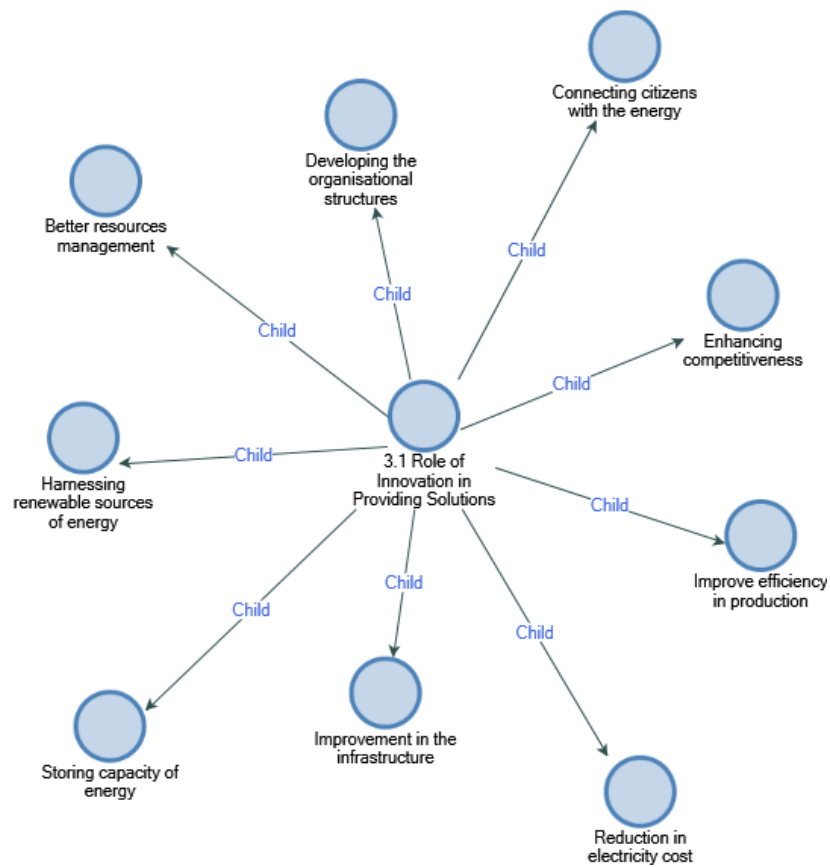 Connecting citizens
with the energy
Developing the
organisational
structures
Better resources
management
Child
Child
Child
Enhancing
competitiveness
Child
Child
Harnessing
renewable sources
of energy
3.1 Role of
Innovation in
Providing Solutions
Child
Improve efficiency
in production
Child
Child
Child
Storing capacity of
energy
Improvement in the
infrastructure
Reduction in
electricity cost